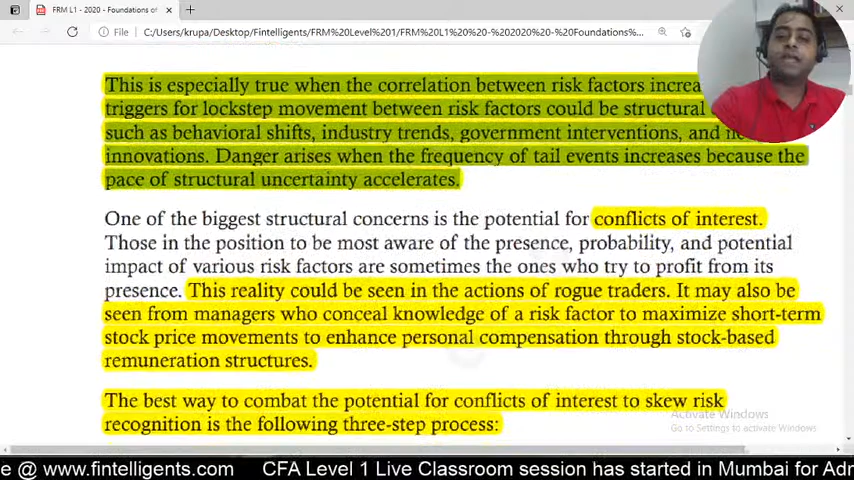 FRM L1 - 2020 - Foundations of
File
C:/Users/krupa/Desktop/Fintelligents/FRM%20Level%201/FRM%20L1%20%20-%202020%20-%20Foundations%...
This is especially true when the correlation between risk factors increa
triggers for lockstep movement between risk factors could be structural
such as behavioral shifts, industry trends, government interventions, and
innovations. Danger arises when the frequency of tail events increases because the
pace of structural uncertainty accelerates.
One of the biggest structural concerns is the potential for conflicts of interest.
Those in the position to be most aware of the presence, probability, and potential
impact of various risk factors are sometimes the ones who try to profit from its
presence. This reality could be seen in the actions of rogue traders. It may also be
seen from managers who conceal knowledge of a risk factor to maximize short-term
stock price movements to enhance personal compensation through stock-based
remuneration structures.
The best way to combat the potential for conflicts of interest to skew risk
recognition is the following three-step process:
Activate Windows
Go to Settings to activate Windows.
e @ www.fintelligents.com CFA Level 1 Live Classroom session has started in Mumbai for Adr